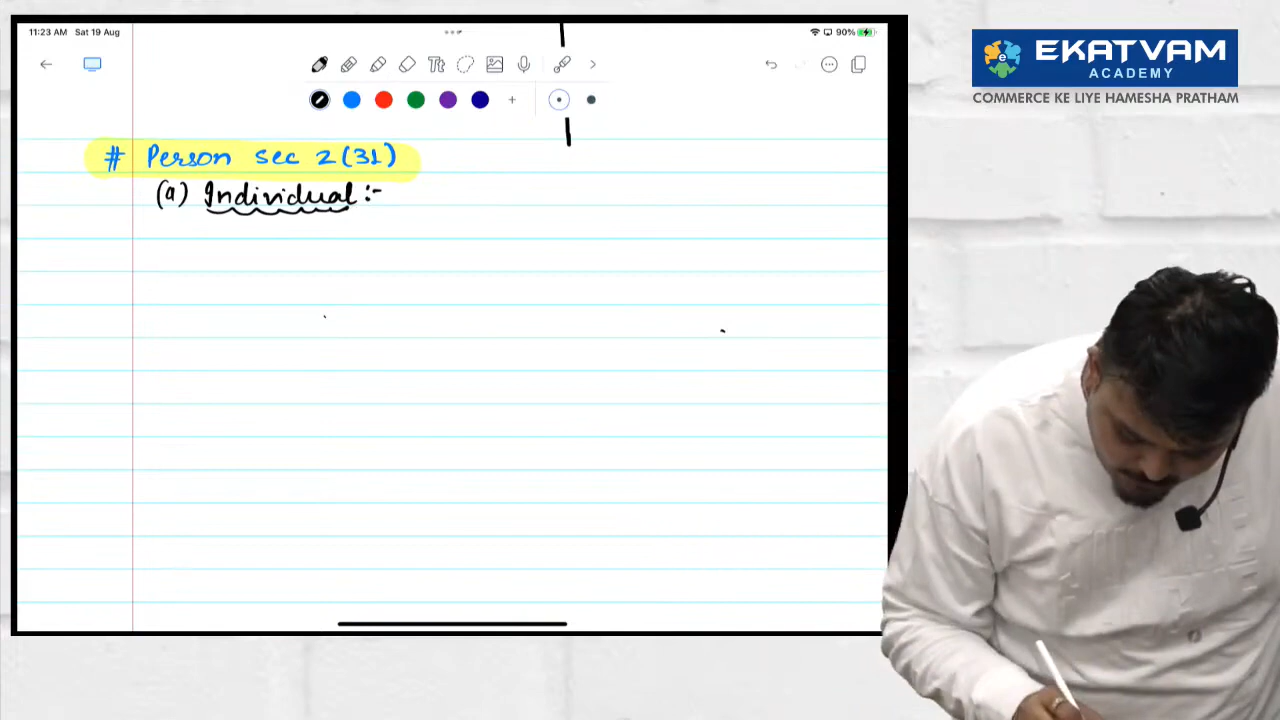 11:23 AM Sat 19 Aug
90%
EKATVAM
ACADEMY
COMMERCE KE LIYE HAMESHA PRATHAM
# Person sec 2(31)
(a) Individual :-